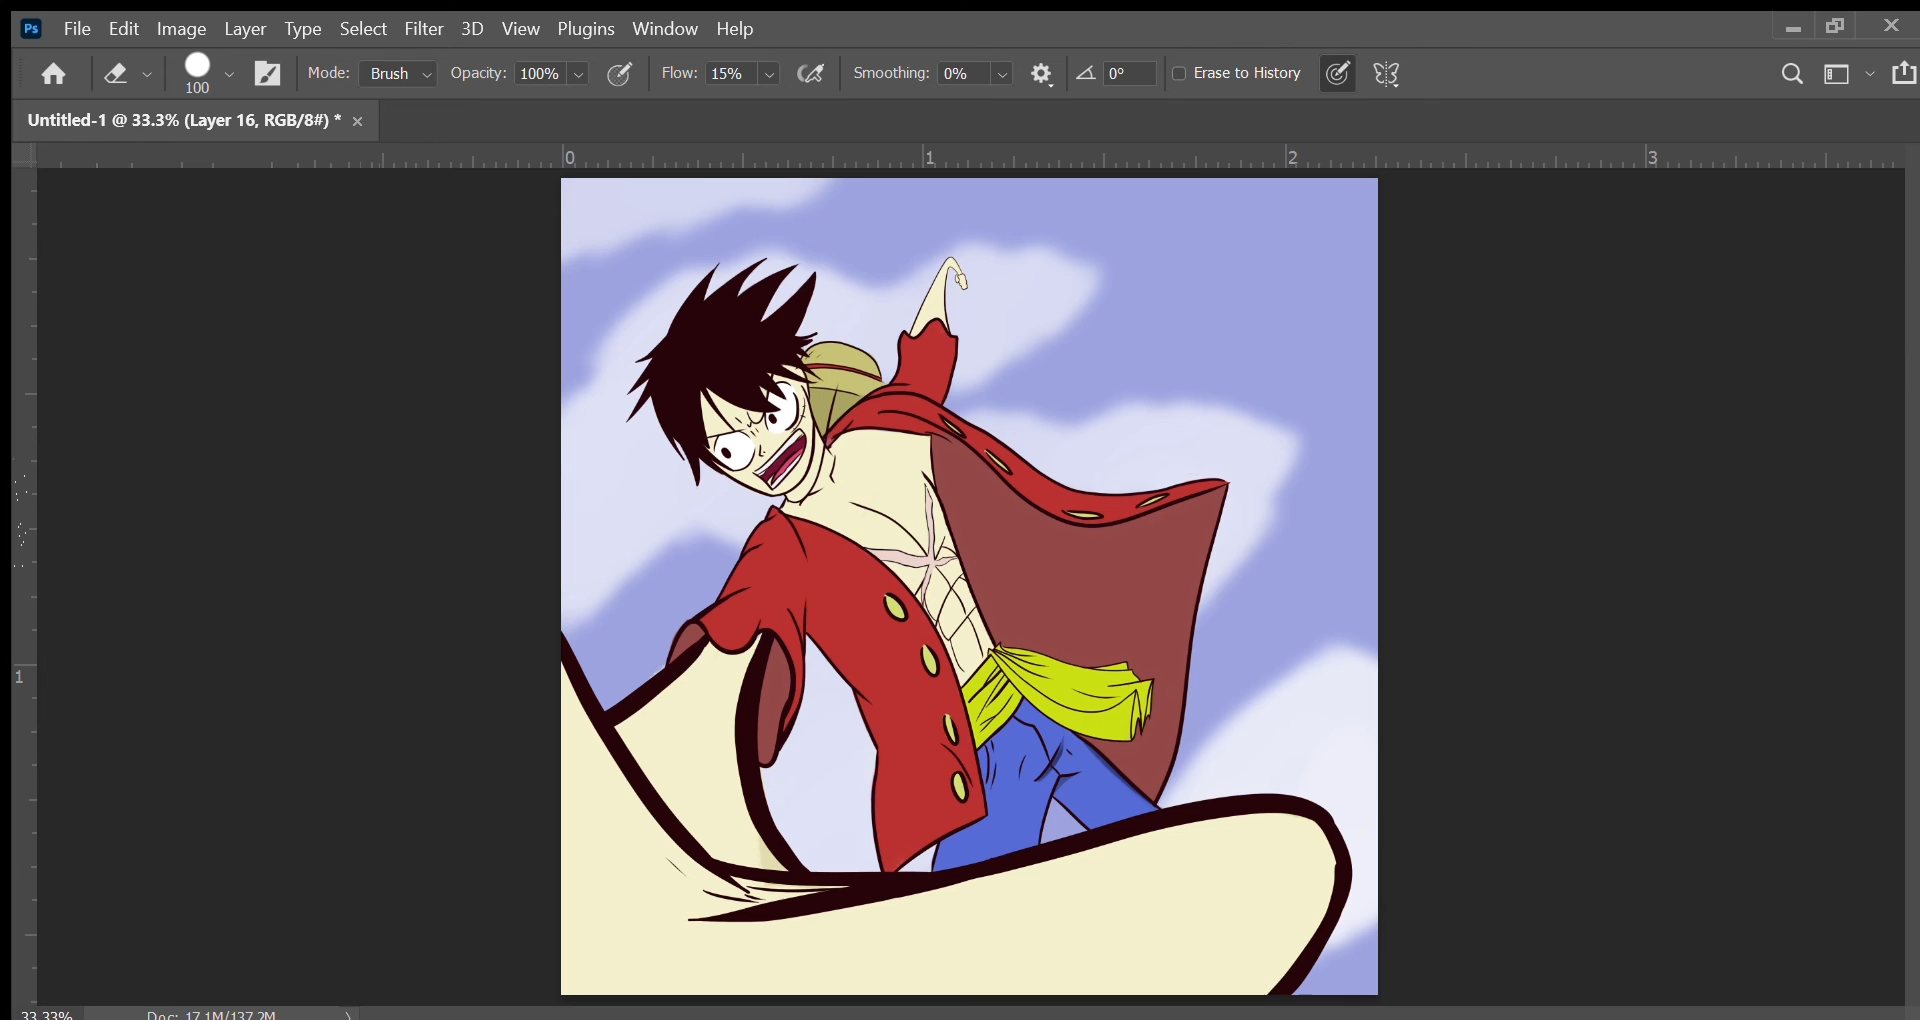 Ps File Edit Image Layer Type Select Filter 3D View Plugins Window Help
100 Mode: Brush Opacity: 100% Flow: 15% Smoothing: 0% 0° Erase to History
Untitled-1 @ 33.3% (Layer 16, RGB/8#) * ×
0 1 2 3
1
33.33% Doc: 17.1M/137.2M